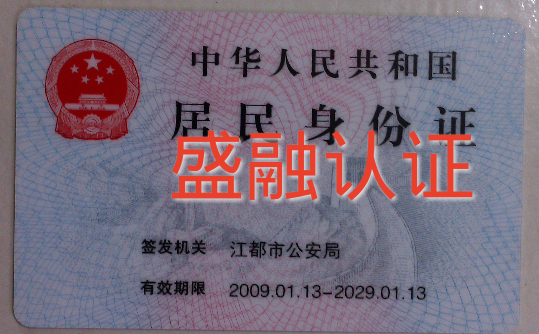 中华人民共和国
居民身份证
盛融认证
签发机关 江都市公安局
有效期限 2009.01.13-2029.01.13